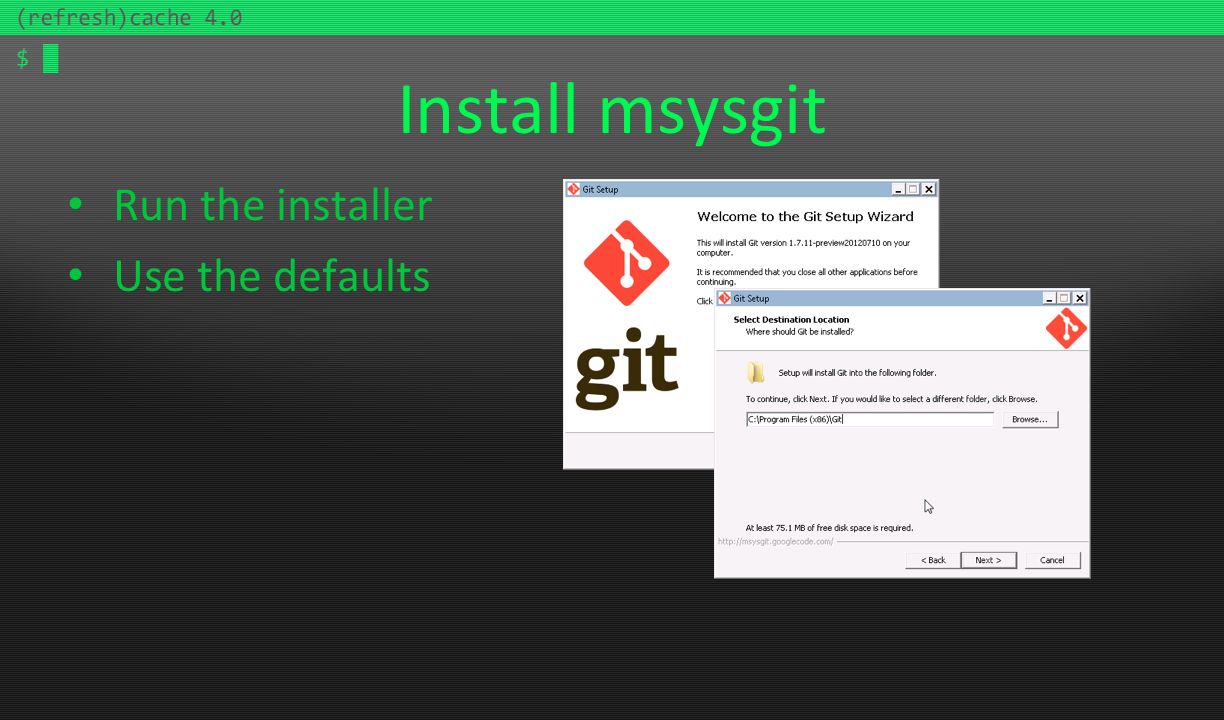 (refresh)cache 4.0
$
Install msysgit
• Run the installer
• Use the defaults
Git Setup
Welcome to the Git Setup Wizard
This will install Git version 1.7.11-preview20120710 on your
computer.
It is recommended that you close all other applications before
continuing.
Click
git
Git Setup
Select Destination Location
Where should Git be installed?
Setup will install Git into the following folder.
To continue, click Next. If you would like to select a different folder, click Browse.
C:\Program Files (x86)\Git
Browse...
At least 75.1 MB of free disk space is required.
http://msysgit.googlecode.com/
< Back Next > Cancel